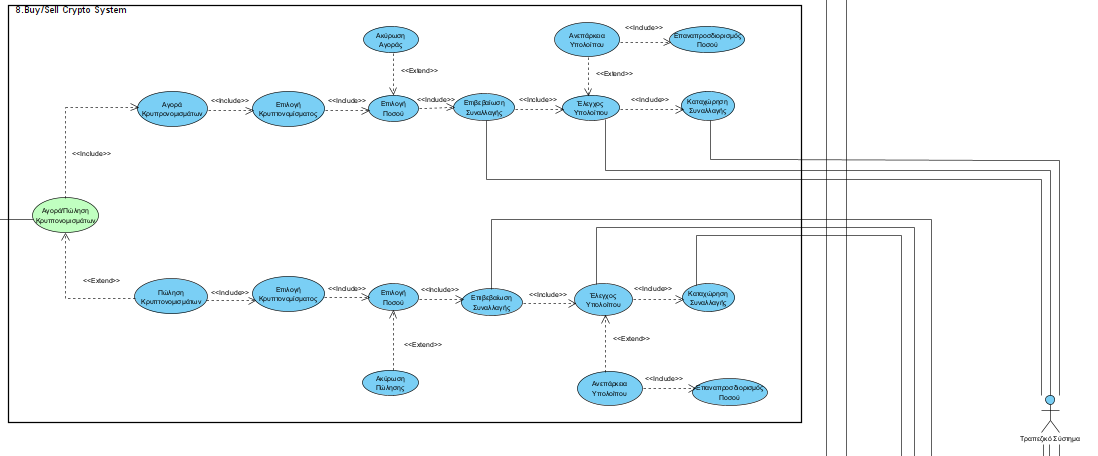 8.Buy/Sell Crypto System
Ακύρωση
Αγοράς
Ανεπάρκεια
Υπολοίπου
<<Include>>
Επαναπροσδιορισμός
Ποσού
<<Extend>>
<<Extend>>
Αγορά
Κρυπρονομισμάτων
<<Include>>
Επιλογή
Κρυπτονομίσματος
<<Include>>
Επιλογή
Ποσού
<<Include>>
Επιβεβαίωση
Συναλλαγής
<<Include>>
Έλεγχος
Υπολοίπου
<<Include>>
Καταχώρηση
Συναλλαγής
<<Include>>
Αγορά/Πώληση
Κρυπτονομισμάτων
<<Extend>>
Πώληση
Κρυπτονομισμάτων
<<Include>>
Επιλογή
Κρυπτονομίσματος
<<Include>>
Επιλογή
Ποσού
<<Include>>
Επιβεβαίωση
Συναλλαγής
<<Include>>
Έλεγχος
Υπολοίπου
<<Include>>
Καταχώρηση
Συναλλαγής
<<Extend>>
<<Extend>>
Ακύρωση
Πώλησης
Ανεπάρκεια
Υπολοίπου
<<Include>>
Επαναπροσδιορισμός
Ποσού
Τραπεζικό Σύστημα